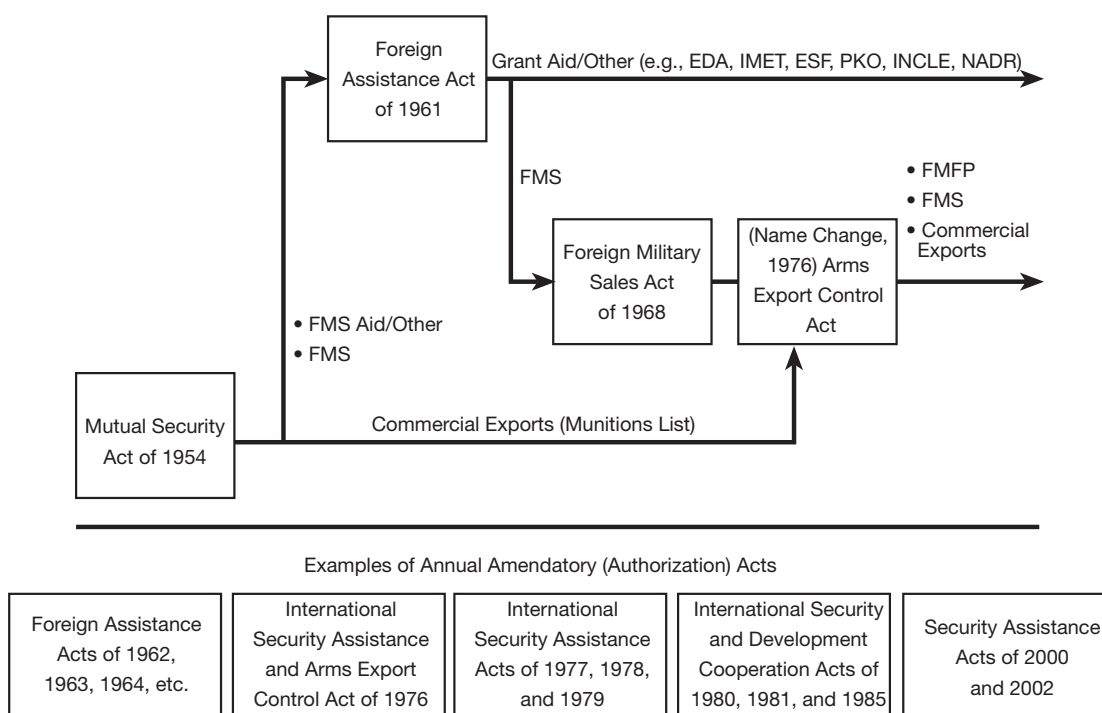 Foreign
Assistance Act
of 1961
Grant Aid/Other (e.g., EDA, IMET, ESF, PKO, INCLE, NADR)
FMS
• FMFP
• FMS
• Commercial
Exports
Foreign Military
Sales Act
of 1968
(Name Change,
1976) Arms
Export Control
Act
• FMS Aid/Other
• FMS
Mutual Security
Act of 1954
Commercial Exports (Munitions List)
Examples of Annual Amendatory (Authorization) Acts
Foreign Assistance
Acts of 1962,
1963, 1964, etc.
International
Security Assistance
and Arms Export
Control Act of 1976
International
Security Assistance
Acts of 1977, 1978,
and 1979
International Security
and Development
Cooperation Acts of
1980, 1981, and 1985
Security Assistance
Acts of 2000
and 2002